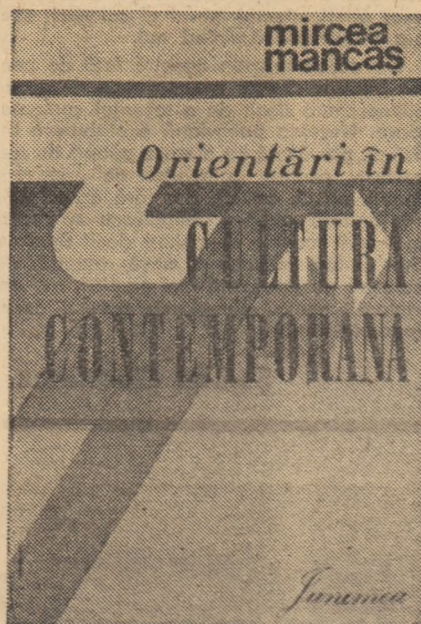 mircea
mancaș
Orientări în
CULTURA
CONTEMPORANA
Junimea